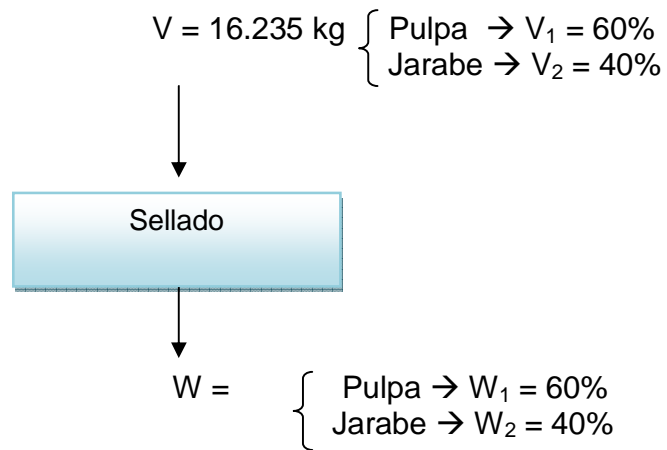 V = 16.235 kg { Pulpa → V₁ = 60%
Jarabe → V₂ = 40%
Sellado
W = { Pulpa → W₁ = 60%
Jarabe → W₂ = 40%